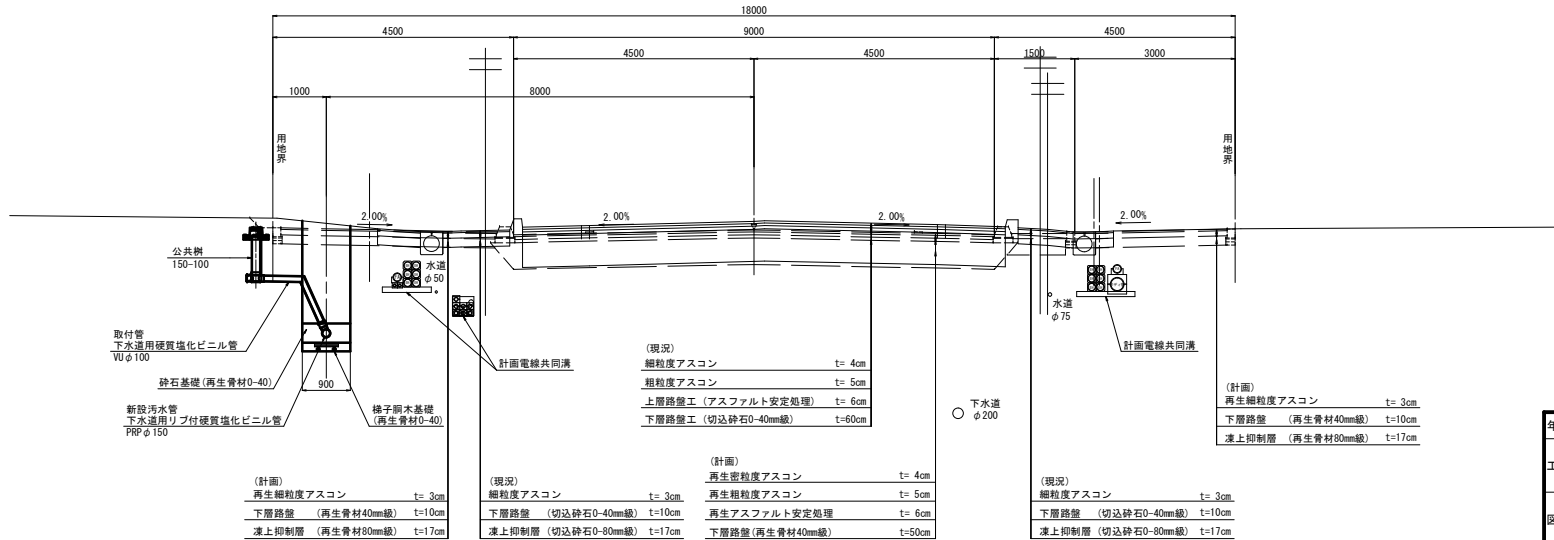 18000
4500
9000
4500
4500
4500
1500
3000
1000
8000
用地界
用地界
2.00%
2.00%
2.00%
2.00%
公共桝
150-100
水道
φ50
水道
φ75
取付管
下水道用硬質塩化ビニル管
VUφ100
砕石基礎(再生骨材0-40)
900
新設汚水管
下水道用リブ付硬質塩化ビニル管
PRPφ150
梯子胴木基礎
(再生骨材0-40)
計画電線共同溝
計画電線共同溝
下水道
φ200
(現況)
細粒度アスコン t= 4cm
粗粒度アスコン t= 5cm
上層路盤工 (アスファルト安定処理) t= 6cm
下層路盤工 (切込砕石0-40mm級) t=60cm
(計画)
再生細粒度アスコン t= 3cm
下層路盤 (再生骨材40mm級) t=10cm
凍上抑制層 (再生骨材80mm級) t=17cm
(計画)
再生細粒度アスコン t= 3cm
下層路盤 (再生骨材40mm級) t=10cm
凍上抑制層 (再生骨材80mm級) t=17cm
(現況)
細粒度アスコン t= 3cm
下層路盤 (切込砕石0-40mm級) t=10cm
凍上抑制層 (切込砕石0-80mm級) t=17cm
(計画)
再生密粒度アスコン t= 4cm
再生粗粒度アスコン t= 5cm
再生アスファルト安定処理 t= 6cm
下層路盤(再生骨材40mm級) t=50cm
(現況)
細粒度アスコン t= 3cm
下層路盤 (切込砕石0-40mm級) t=10cm
凍上抑制層 (切込砕石0-80mm級) t=17cm
年
工
図